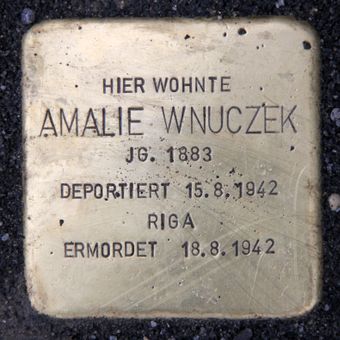 HIER WOHNTE
AMALIE WNUCZEK
JG. 1883
DEPORTIERT 15.8.1942
RIGA
ERMORDET 18.8.1942